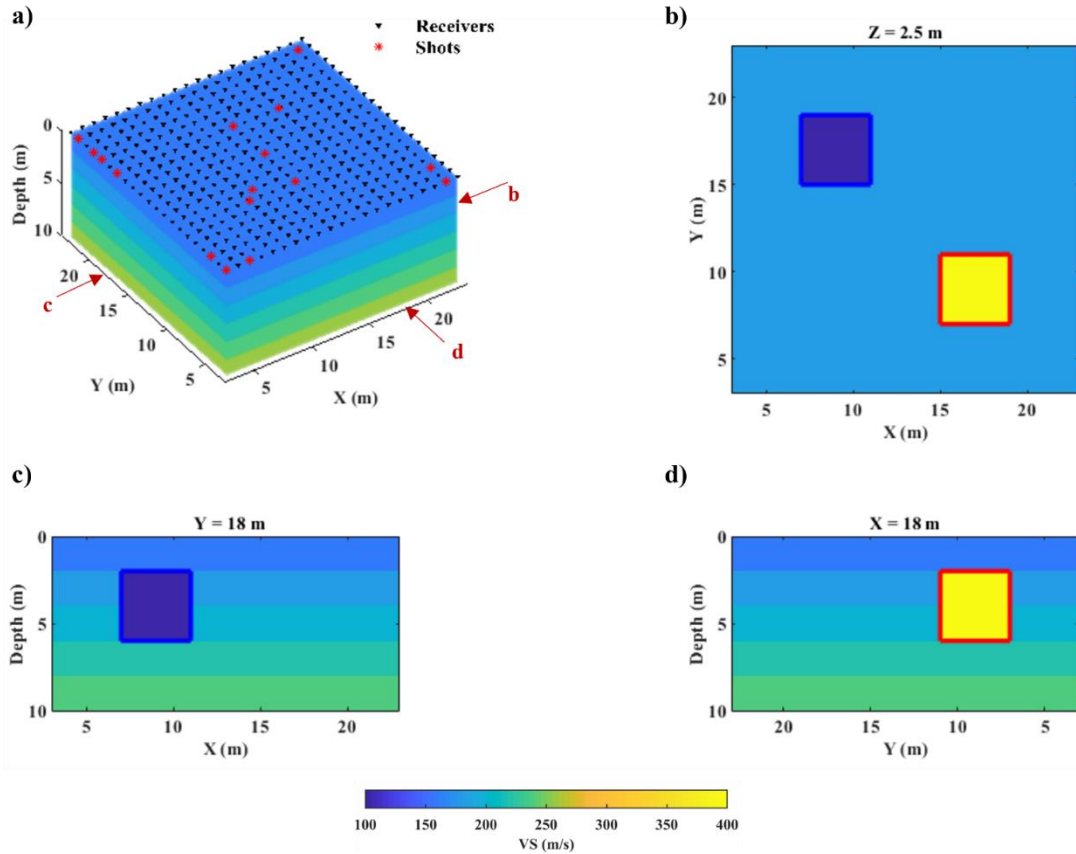 a)
Receivers
Shots
0
5
10
Depth (m)
20
15
10
5
Y (m)
5
10
15
20
X (m)
b
c
d
b)
Z = 2.5 m
20
15
10
5
Y (m)
5 10 15 20
X (m)
c)
Y = 18 m
0
5
10
Depth (m)
5 10 15 20
X (m)
d)
X = 18 m
0
5
10
Depth (m)
20 15 10 5
Y (m)
100 150 200 250 300 350 400
VS (m/s)